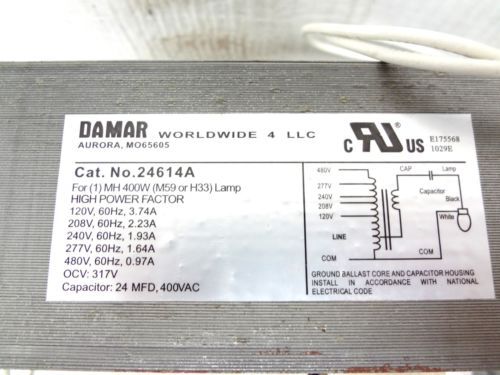 DAMAR WORLDWIDE 4 LLC
AURORA, MO65605
Cat. No.24614A
For (1) MH 400W (M59 or H33) Lamp
HIGH POWER FACTOR
120V, 60Hz, 3.74A
208V, 60Hz, 2.23A
240V, 60Hz, 1.93A
277V, 60Hz, 1.64A
480V, 60Hz, 0.97A
OCV: 317V
Capacitor: 24 MFD, 400VAC
C RU US
E175568
1029E
480V
CAP
Lamp
277V
Capacitor
240V
Black
208V
120V
White
LINE
COM
COM
GROUND BALLAST CORE AND CAPACITOR HOUSING
INSTALL IN ACCORDANCE WITH NATIONAL
ELECTRICAL CODE